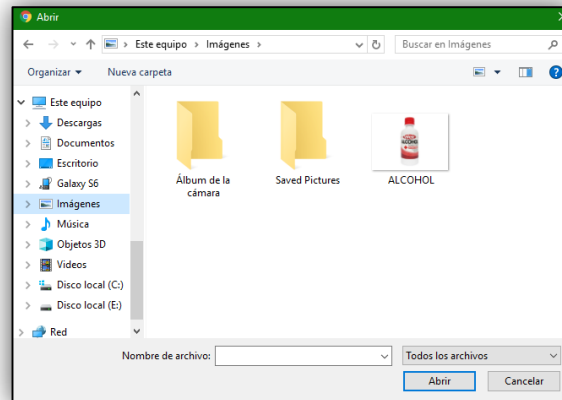 Abrir
Este equipo > Imágenes >
Buscar en Imágenes
Organizar
Nueva carpeta
Este equipo
Descargas
Documentos
Escritorio
Galaxy S6
Imágenes
Música
Objetos 3D
Videos
Disco local (C:)
Disco local (E:)
Red
Álbum de la
cámara
Saved Pictures
ALCOHOL
ALCOHOL
Nombre de archivo:
Todos los archivos
Abrir
Cancelar